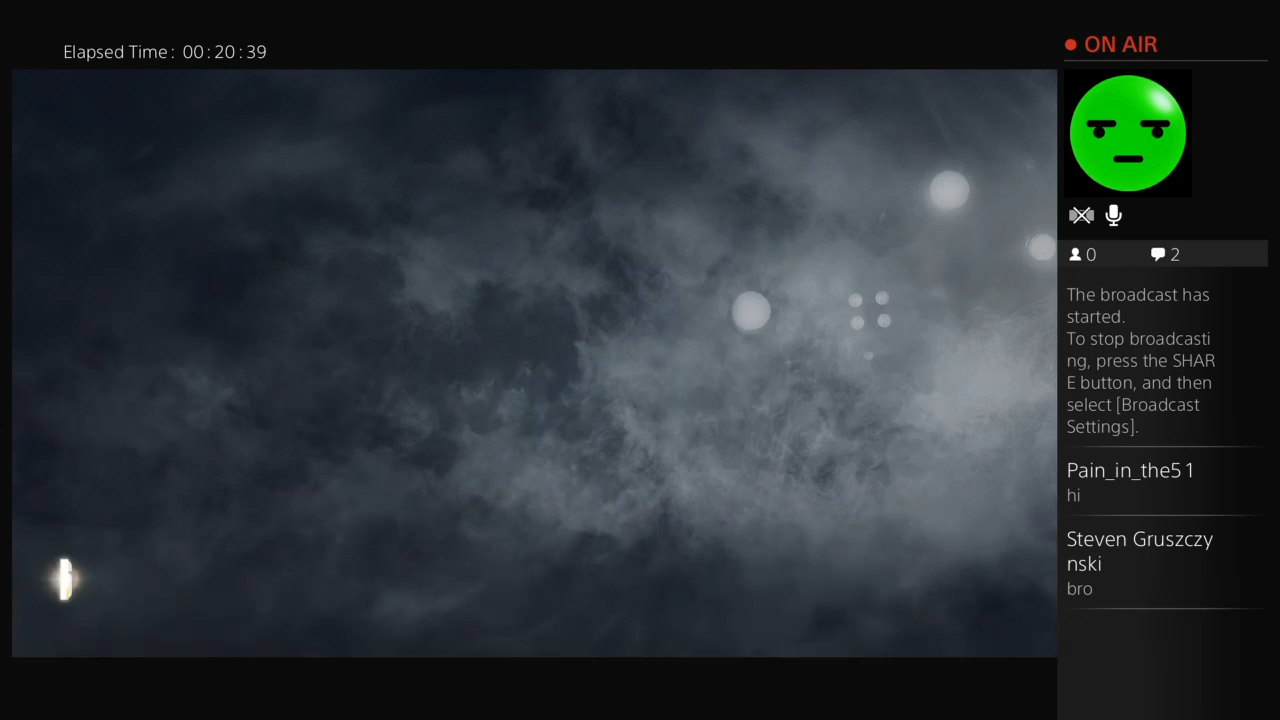 Elapsed Time: 00:20:39
ON AIR
0 2
The broadcast has
started.
To stop broadcasti
ng, press the SHAR
E button, and then
select [Broadcast
Settings].
Pain_in_the51
hi
Steven Gruszczy
nski
bro